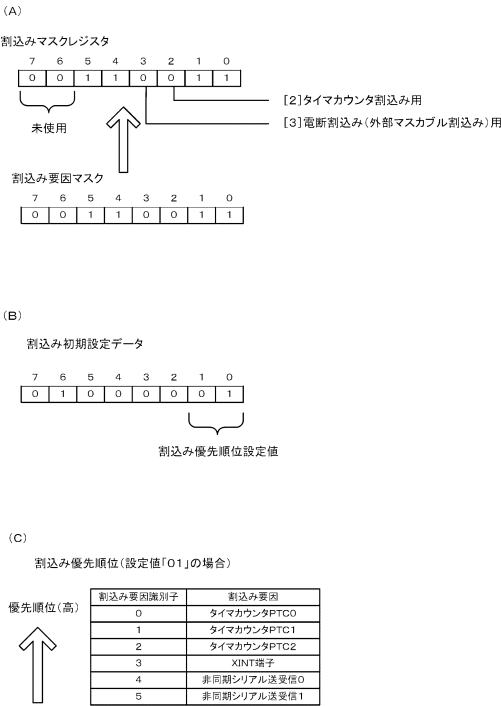 (A)
割込みマスクレジスタ
7 6 5 4 3 2 1 0
0 0 1 1 0 0 1 1
[2]タイマカウンタ割込み用
未使用
[3]電断割込み(外部マスカブル割込み)用
割込み要因マスク
7 6 5 4 3 2 1 0
0 0 1 1 0 0 1 1
(B)
割込み初期設定データ
7 6 5 4 3 2 1 0
0 1 0 0 0 0 0 1
割込み優先順位設定値
(C)
割込み優先順位(設定値「01」の場合)
優先順位(高)
割込み要因識別子 割込み要因
0 タイマカウンタPTC0
1 タイマカウンタPTC1
2 タイマカウンタPTC2
3 XINT端子
4 非同期シリアル送受信0
5 非同期シリアル送受信1